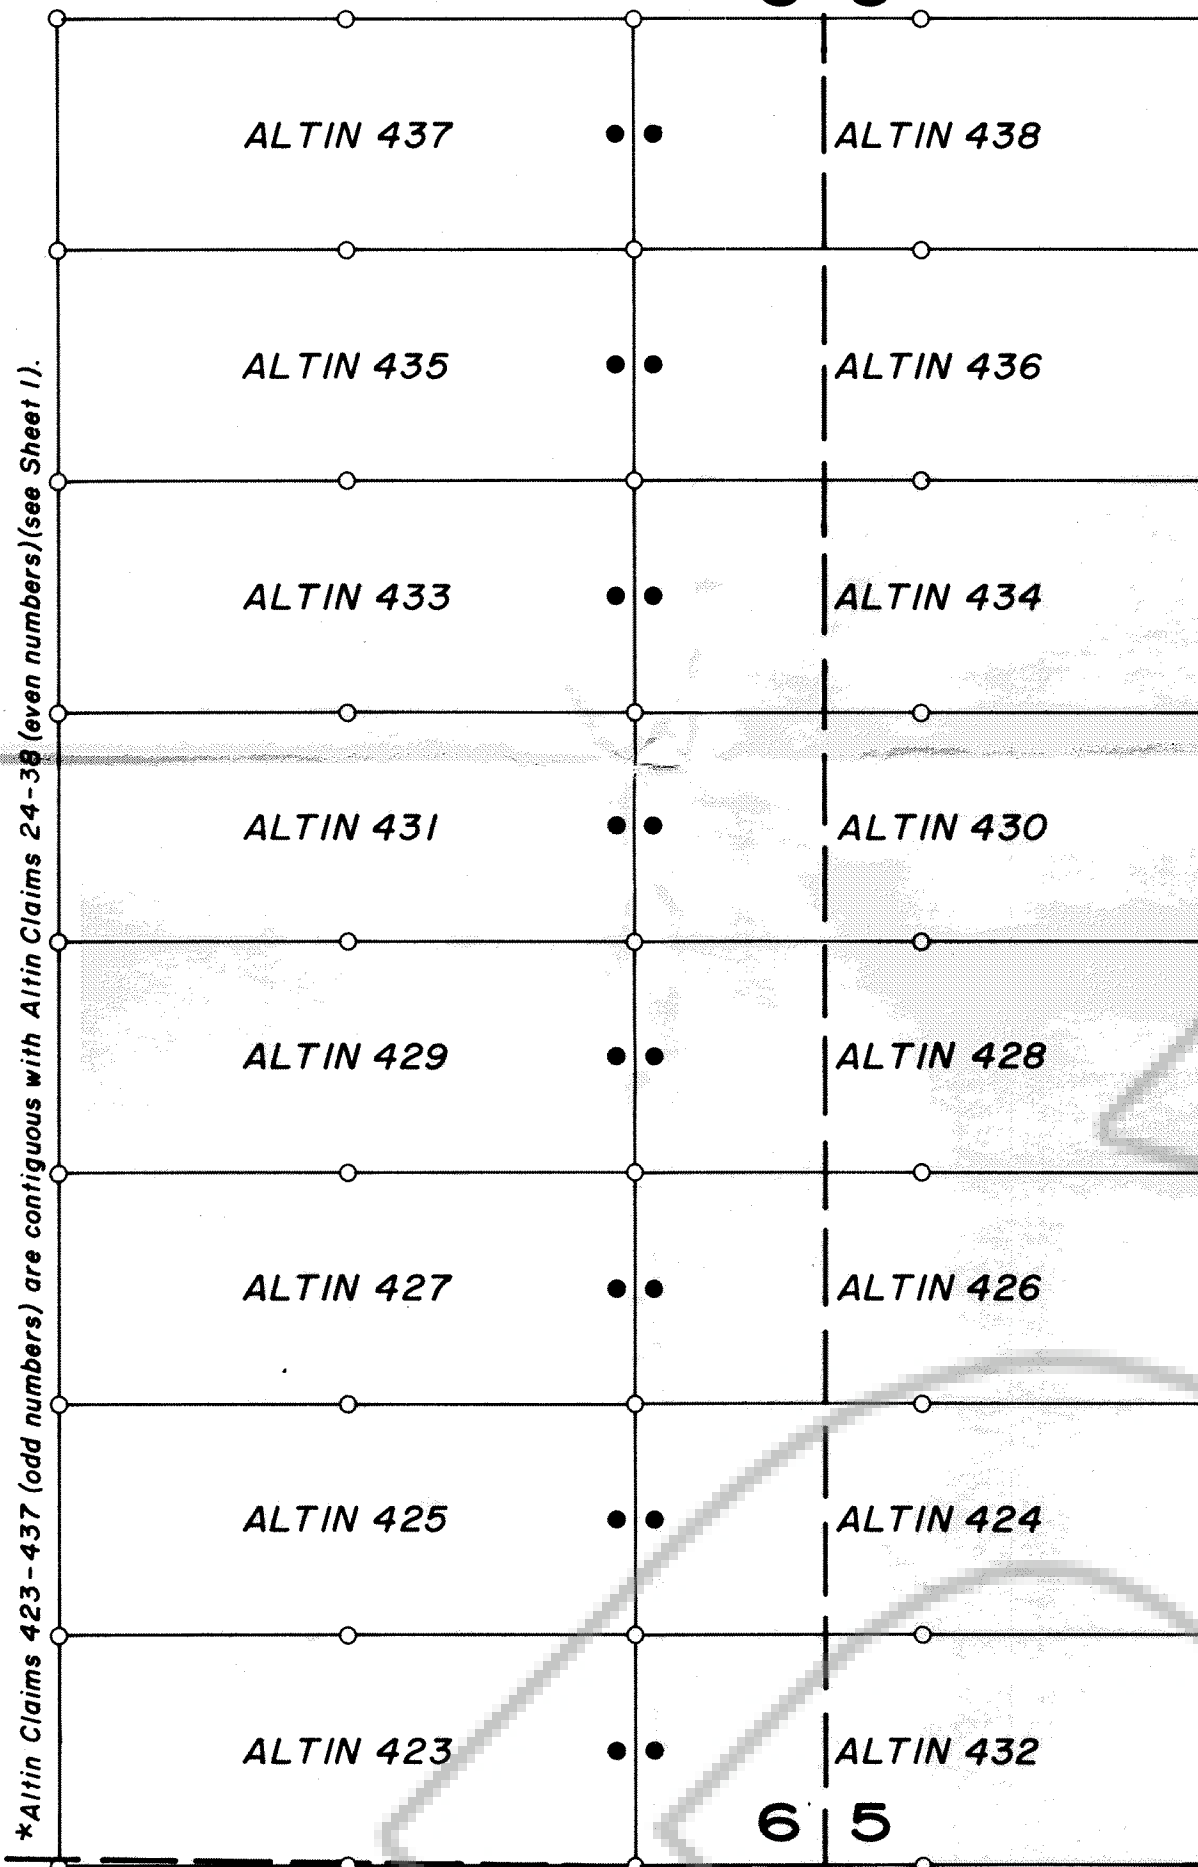 ALTIN 437
ALTIN 438
ALTIN 435
ALTIN 436
ALTIN 433
ALTIN 434
ALTIN 431
ALTIN 430
ALTIN 429
ALTIN 428
ALTIN 427
ALTIN 426
ALTIN 425
ALTIN 424
ALTIN 423
ALTIN 432
6 5
*Altin Claims 423-437 (odd numbers) are contiguous with Altin Claims 24-38 (even numbers)(see Sheet 1).